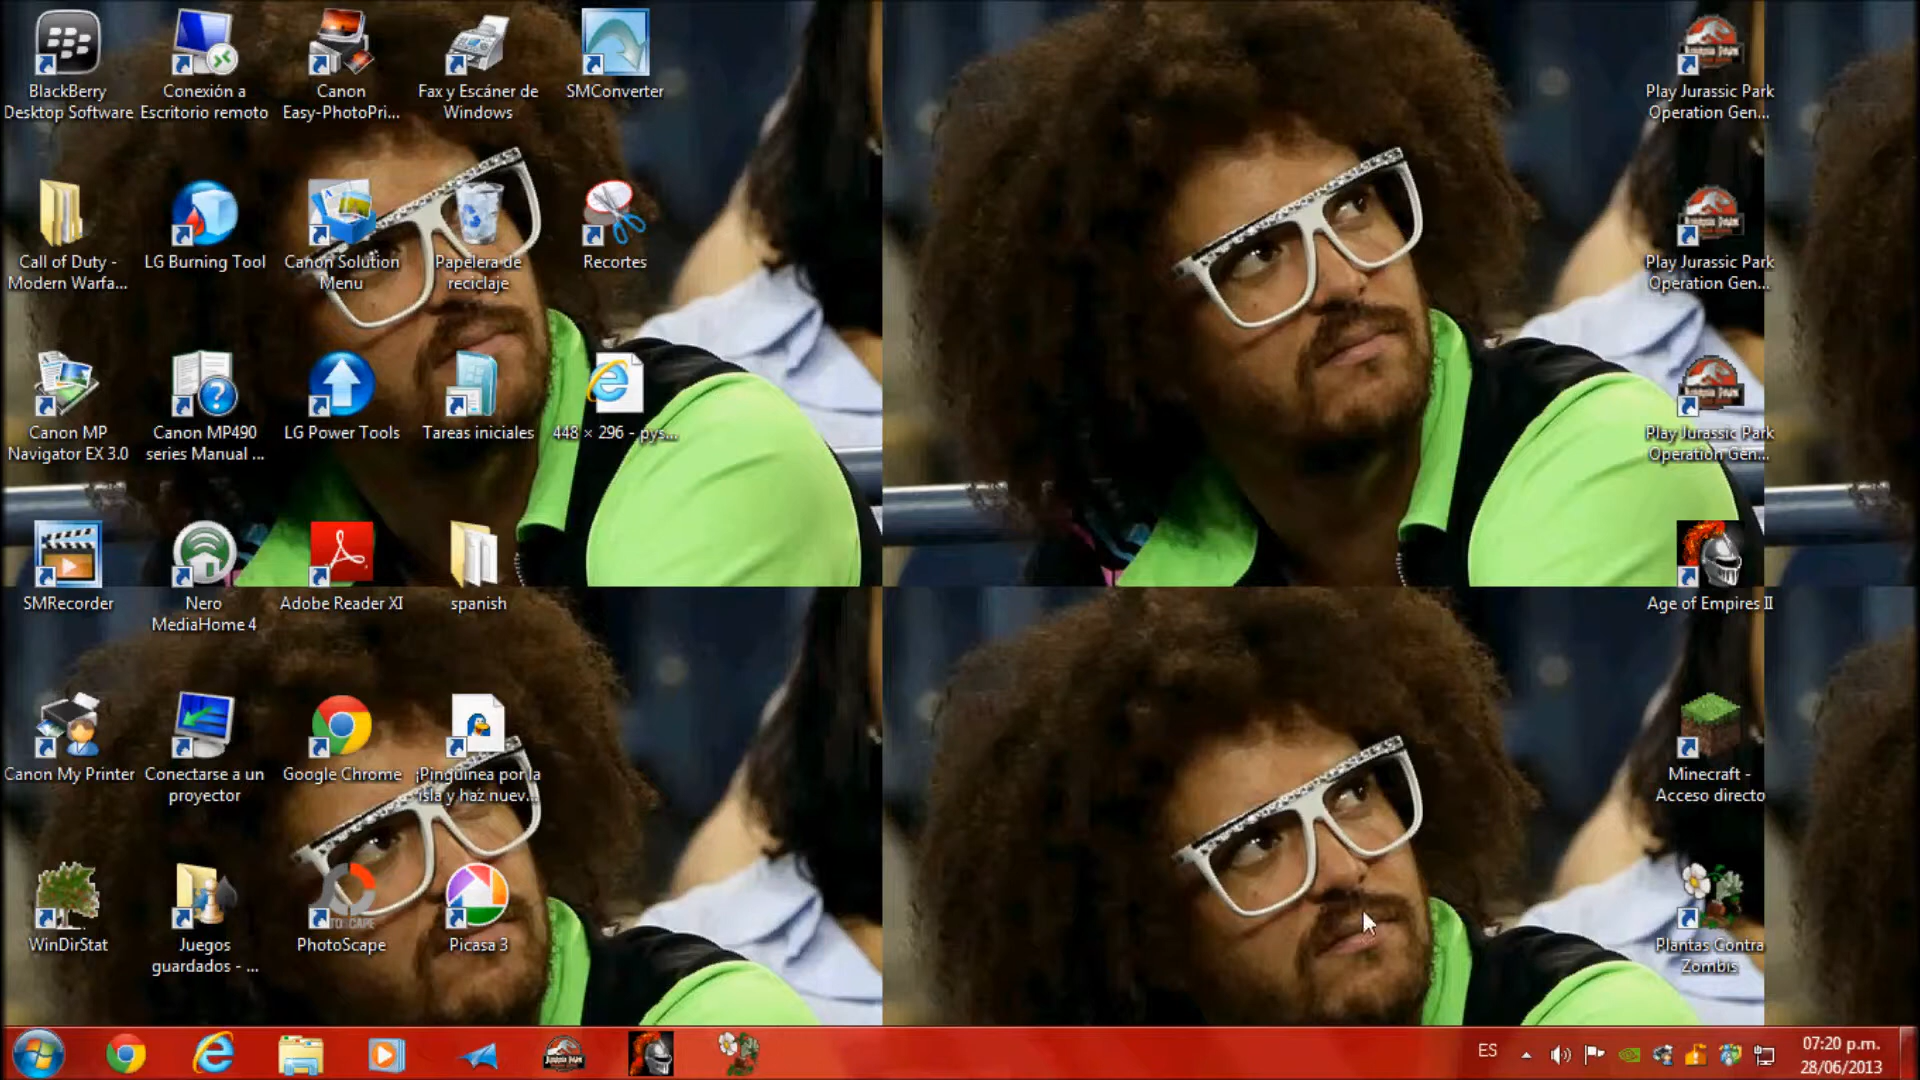 BlackBerry
Desktop Software
Conexión a
Escritorio remoto
Canon
Easy-PhotoPri...
Fax y Escáner de
Windows
SMConverter
Play Jurassic Park
Operation Gen...
Call of Duty -
Modern Warfa...
LG Burning Tool
Canon Solution
Menu
Papelera de
reciclaje
Recortes
Play Jurassic Park
Operation Gen...
Canon MP
Navigator EX 3.0
Canon MP490
series Manual ...
LG Power Tools
Tareas iniciales
448 × 296 - pys...
Play Jurassic Park
Operation Gen...
SMRecorder
Nero
MediaHome 4
Adobe Reader XI
spanish
Age of Empires II
Canon My Printer
Conectarse a un
proyector
Google Chrome
¡Pingüinea por la
isla y haz nuev...
Minecraft -
Acceso directo
WinDirStat
Juegos
guardados - ...
PhotoScape
Picasa 3
Plantas Contra
Zombis
ES
07:20 p.m.
28/06/2013